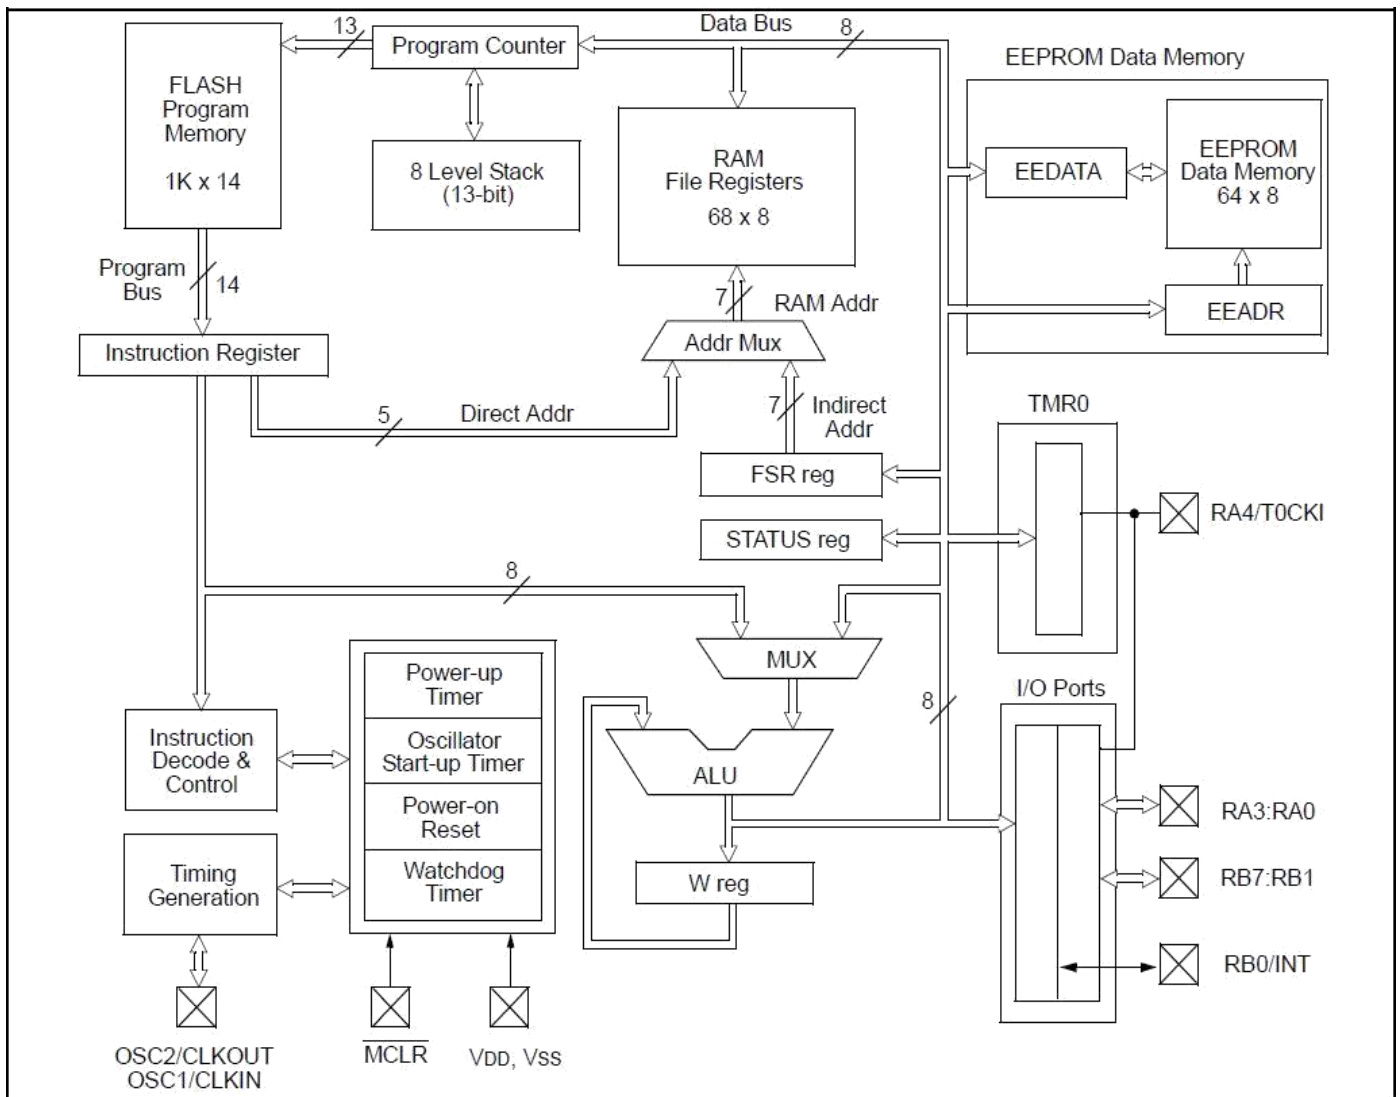 13
Program Counter
Data Bus
8
EEPROM Data Memory
FLASH
Program
Memory
1K x 14
8 Level Stack
(13-bit)
RAM
File Registers
68 x 8
EEDATA
EEPROM
Data Memory
64 x 8
EEADR
Program
Bus
14
7
RAM Addr
Addr Mux
Instruction Register
5
Direct Addr
7
Indirect
Addr
FSR reg
STATUS reg
TMR0
RA4/T0CKI
8
MUX
Power-up
Timer
Oscillator
Start-up Timer
Power-on
Reset
Watchdog
Timer
Instruction
Decode &
Control
Timing
Generation
ALU
W reg
8
I/O Ports
RA3:RA0
RB7:RB1
RB0/INT
OSC2/CLKOUT
OSC1/CLKIN
MCLR
VDD, VSS